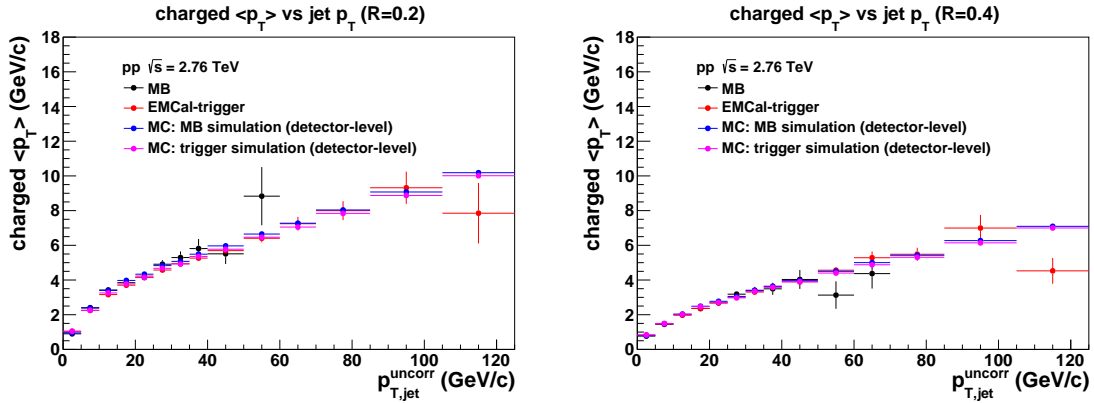 charged <p_T> vs jet p_T (R=0.2)
charged <p_T> (GeV/c)
18
16
14
12
10
8
6
4
2
0
pp √s = 2.76 TeV
MB
EMCal-trigger
MC: MB simulation (detector-level)
MC: trigger simulation (detector-level)
0 20 40 60 80 100 120
p_T,jet^uncorr (GeV/c)
charged <p_T> vs jet p_T (R=0.4)
charged <p_T> (GeV/c)
18
16
14
12
10
8
6
4
2
0
pp √s = 2.76 TeV
MB
EMCal-trigger
MC: MB simulation (detector-level)
MC: trigger simulation (detector-level)
0 20 40 60 80 100 120
p_T,jet^uncorr (GeV/c)